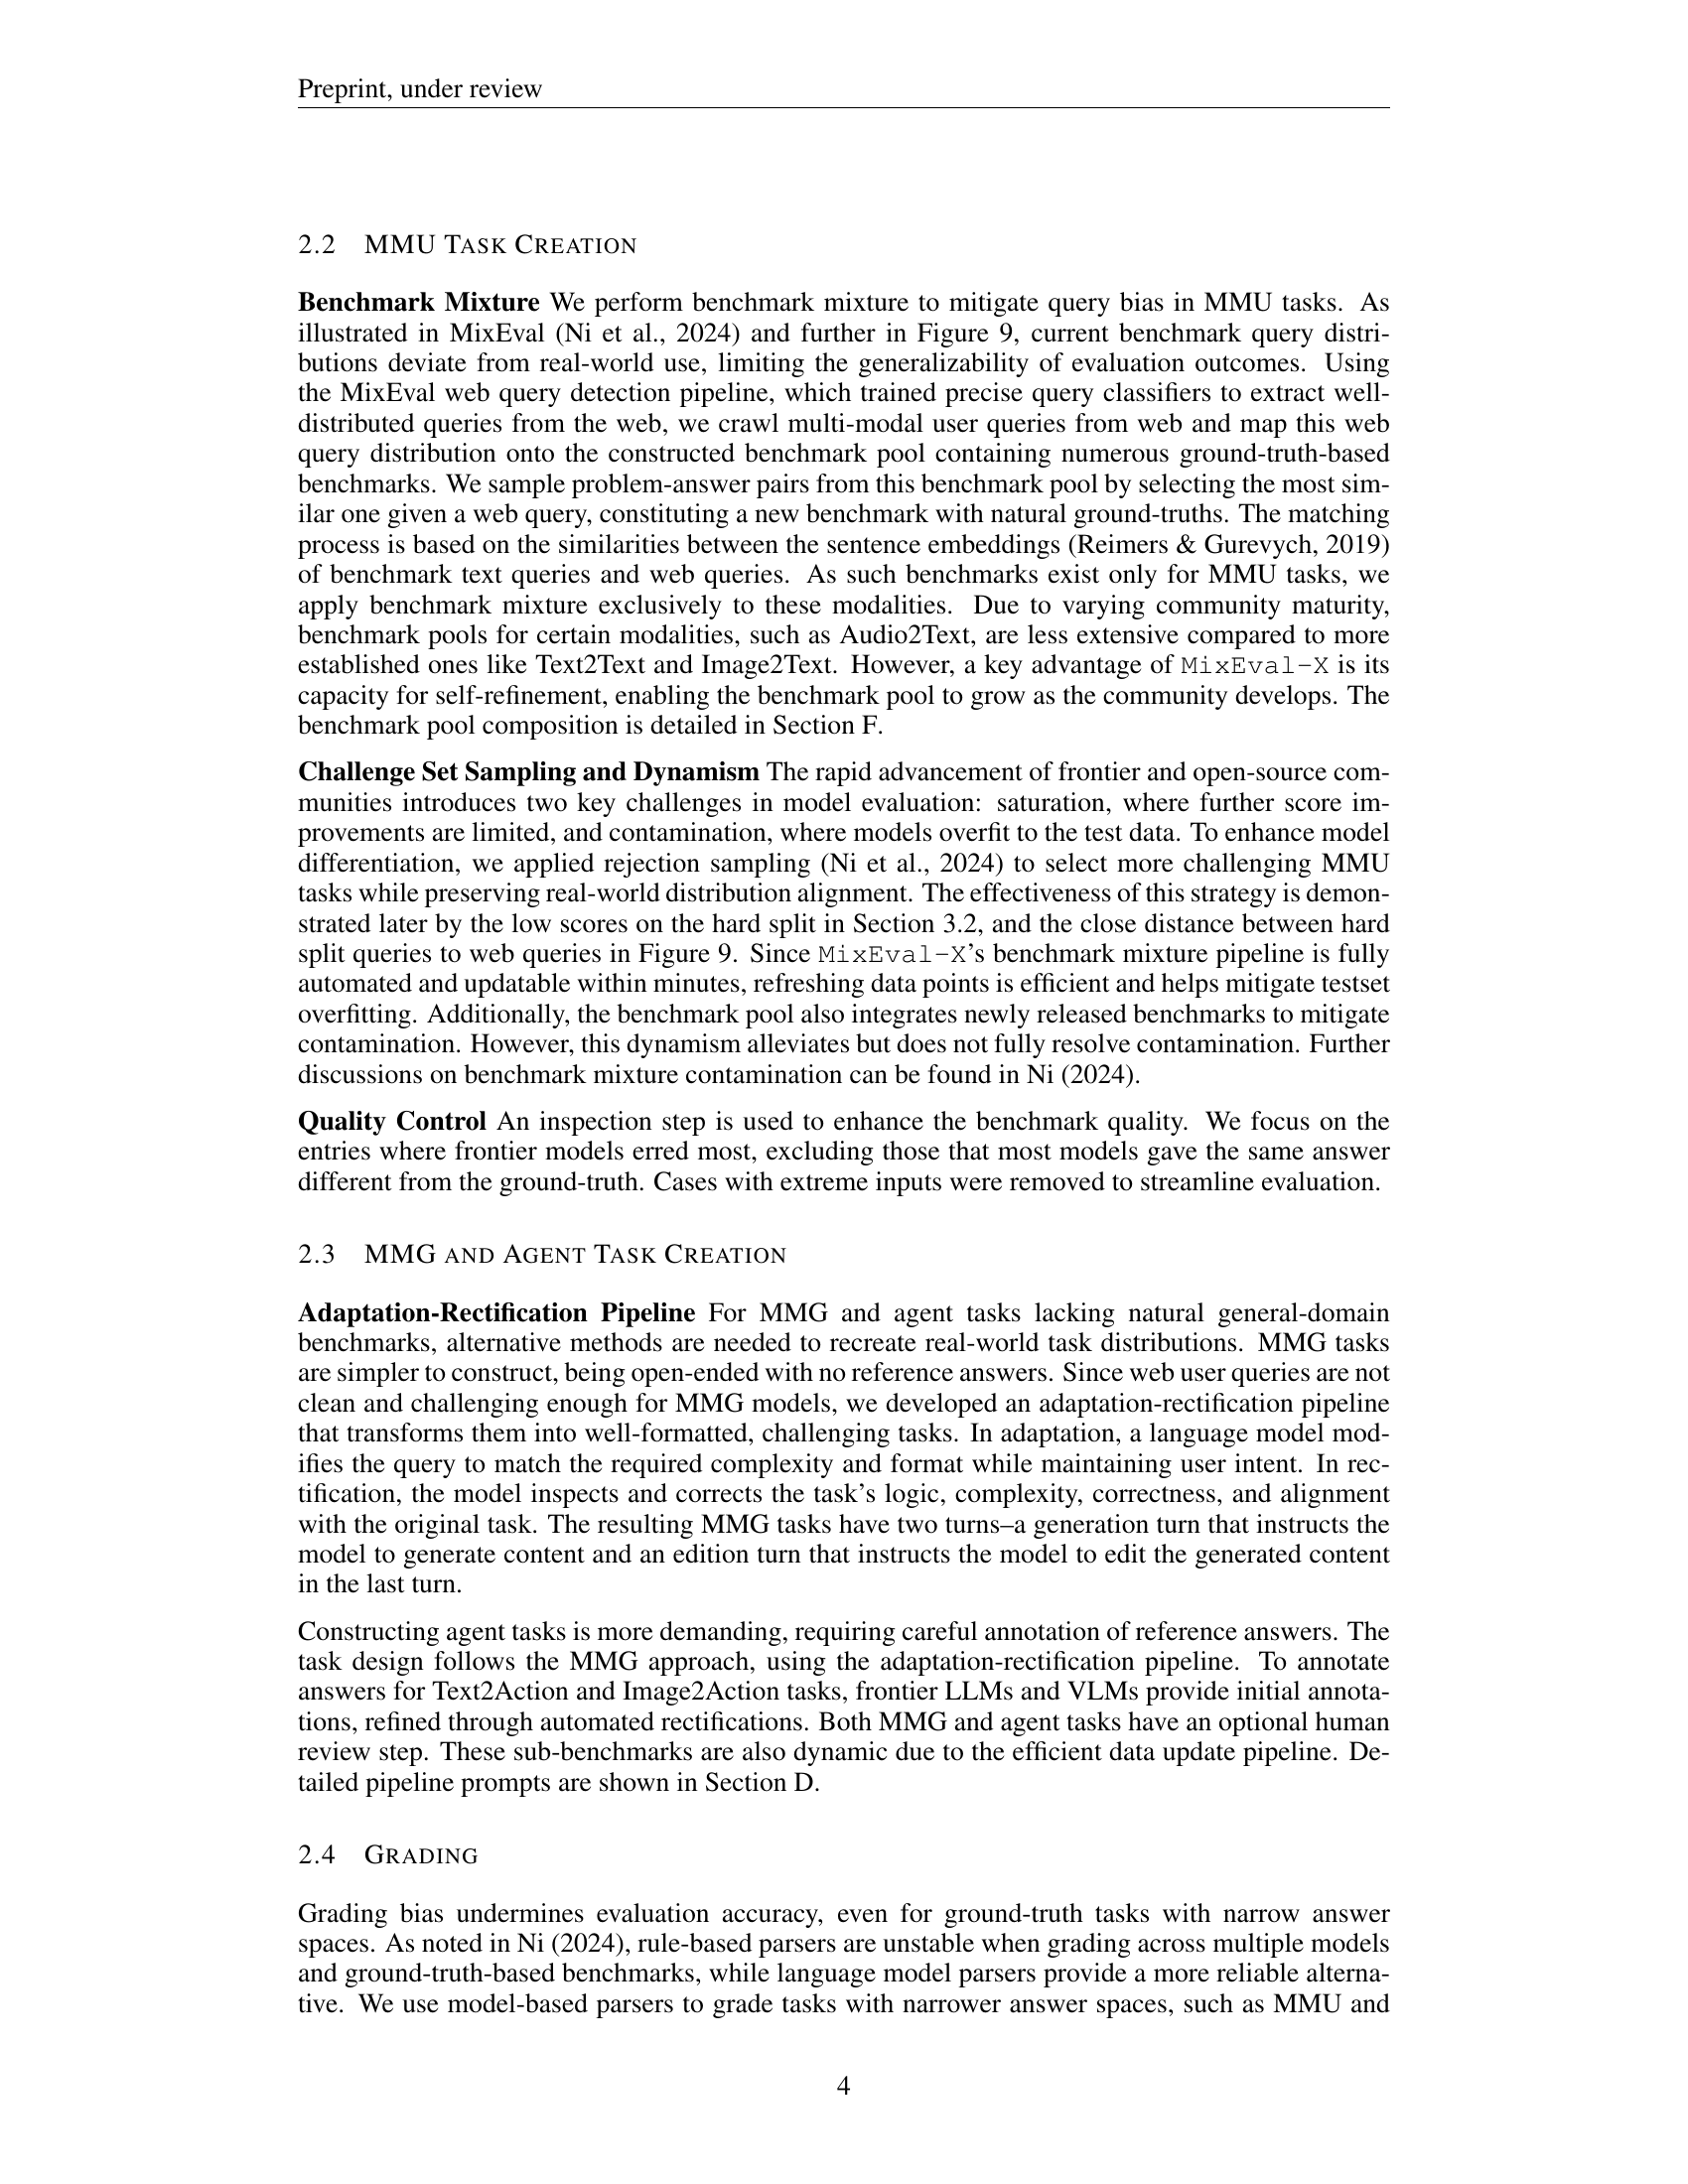 Preprint, under review
2.2 MMU TASK CREATION
Benchmark Mixture We perform benchmark mixture to mitigate query bias in MMU tasks. As
illustrated in MixEval (Ni et al., 2024) and further in Figure 9, current benchmark query distri-
butions deviate from real-world use, limiting the generalizability of evaluation outcomes. Using
the MixEval web query detection pipeline, which trained precise query classifiers to extract well-
distributed queries from the web, we crawl multi-modal user queries from web and map this web
query distribution onto the constructed benchmark pool containing numerous ground-truth-based
benchmarks. We sample problem-answer pairs from this benchmark pool by selecting the most sim-
ilar one given a web query, constituting a new benchmark with natural ground-truths. The matching
process is based on the similarities between the sentence embeddings (Reimers & Gurevych, 2019)
of benchmark text queries and web queries. As such benchmarks exist only for MMU tasks, we
apply benchmark mixture exclusively to these modalities. Due to varying community maturity,
benchmark pools for certain modalities, such as Audio2Text, are less extensive compared to more
established ones like Text2Text and Image2Text. However, a key advantage of MixEval-X is its
capacity for self-refinement, enabling the benchmark pool to grow as the community develops. The
benchmark pool composition is detailed in Section F.
Challenge Set Sampling and Dynamism The rapid advancement of frontier and open-source com-
munities introduces two key challenges in model evaluation: saturation, where further score im-
provements are limited, and contamination, where models overfit to the test data. To enhance model
differentiation, we applied rejection sampling (Ni et al., 2024) to select more challenging MMU
tasks while preserving real-world distribution alignment. The effectiveness of this strategy is demon-
strated later by the low scores on the hard split in Section 3.2, and the close distance between hard
split queries to web queries in Figure 9. Since MixEval-X's benchmark mixture pipeline is fully
automated and updatable within minutes, refreshing data points is efficient and helps mitigate testset
overfitting. Additionally, the benchmark pool also integrates newly released benchmarks to mitigate
contamination. However, this dynamism alleviates but does not fully resolve contamination. Further
discussions on benchmark mixture contamination can be found in Ni (2024).
Quality Control An inspection step is used to enhance the benchmark quality. We focus on the
entries where frontier models erred most, excluding those that most models gave the same answer
different from the ground-truth. Cases with extreme inputs were removed to streamline evaluation.
2.3 MMG AND AGENT TASK CREATION
Adaptation-Rectification Pipeline For MMG and agent tasks lacking natural general-domain
benchmarks, alternative methods are needed to recreate real-world task distributions. MMG tasks
are simpler to construct, being open-ended with no reference answers. Since web user queries are not
clean and challenging enough for MMG models, we developed an adaptation-rectification pipeline
that transforms them into well-formatted, challenging tasks. In adaptation, a language model mod-
ifies the query to match the required complexity and format while maintaining user intent. In rec-
tification, the model inspects and corrects the task's logic, complexity, correctness, and alignment
with the original task. The resulting MMG tasks have two turns–a generation turn that instructs the
model to generate content and an edition turn that instructs the model to edit the generated content
in the last turn.
Constructing agent tasks is more demanding, requiring careful annotation of reference answers. The
task design follows the MMG approach, using the adaptation-rectification pipeline. To annotate
answers for Text2Action and Image2Action tasks, frontier LLMs and VLMs provide initial annota-
tions, refined through automated rectifications. Both MMG and agent tasks have an optional human
review step. These sub-benchmarks are also dynamic due to the efficient data update pipeline. De-
tailed pipeline prompts are shown in Section D.
2.4 GRADING
Grading bias undermines evaluation accuracy, even for ground-truth tasks with narrow answer
spaces. As noted in Ni (2024), rule-based parsers are unstable when grading across multiple models
and ground-truth-based benchmarks, while language model parsers provide a more reliable alterna-
tive. We use model-based parsers to grade tasks with narrower answer spaces, such as MMU and
4